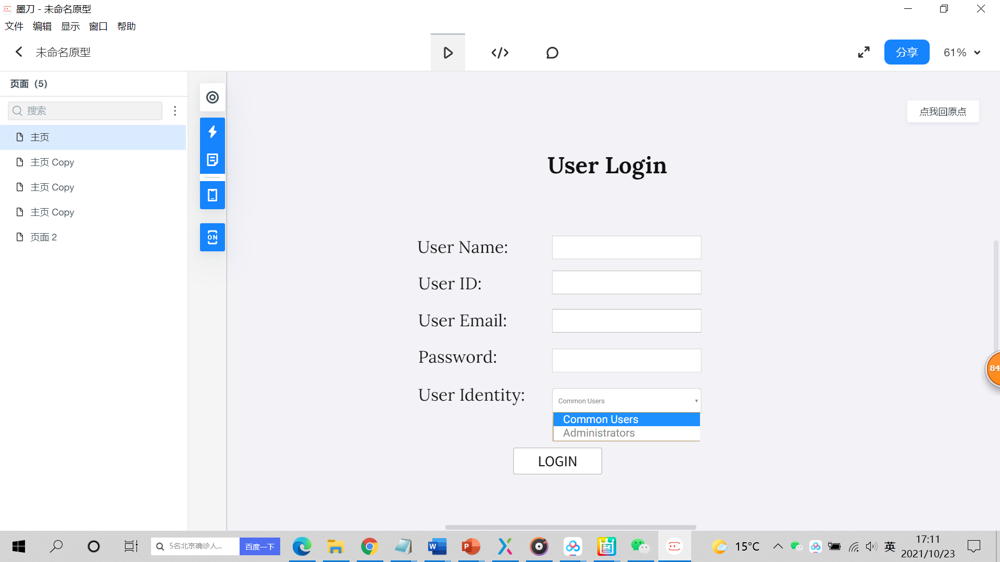 墨刀 - 未命名原型
文件 编辑 显示 窗口 帮助
未命名原型
分享
61%
页面 (5)
搜索
主页
主页 Copy
主页 Copy
主页 Copy
页面 2
ON
点我回原点
User Login
User Name:
User ID:
User Email:
Password:
User Identity:
Common Users
Common Users
Administrators
LOGIN
84
5名北京确诊人...
百度一下
W
P
图
15°C
英
17:11
2021/10/23